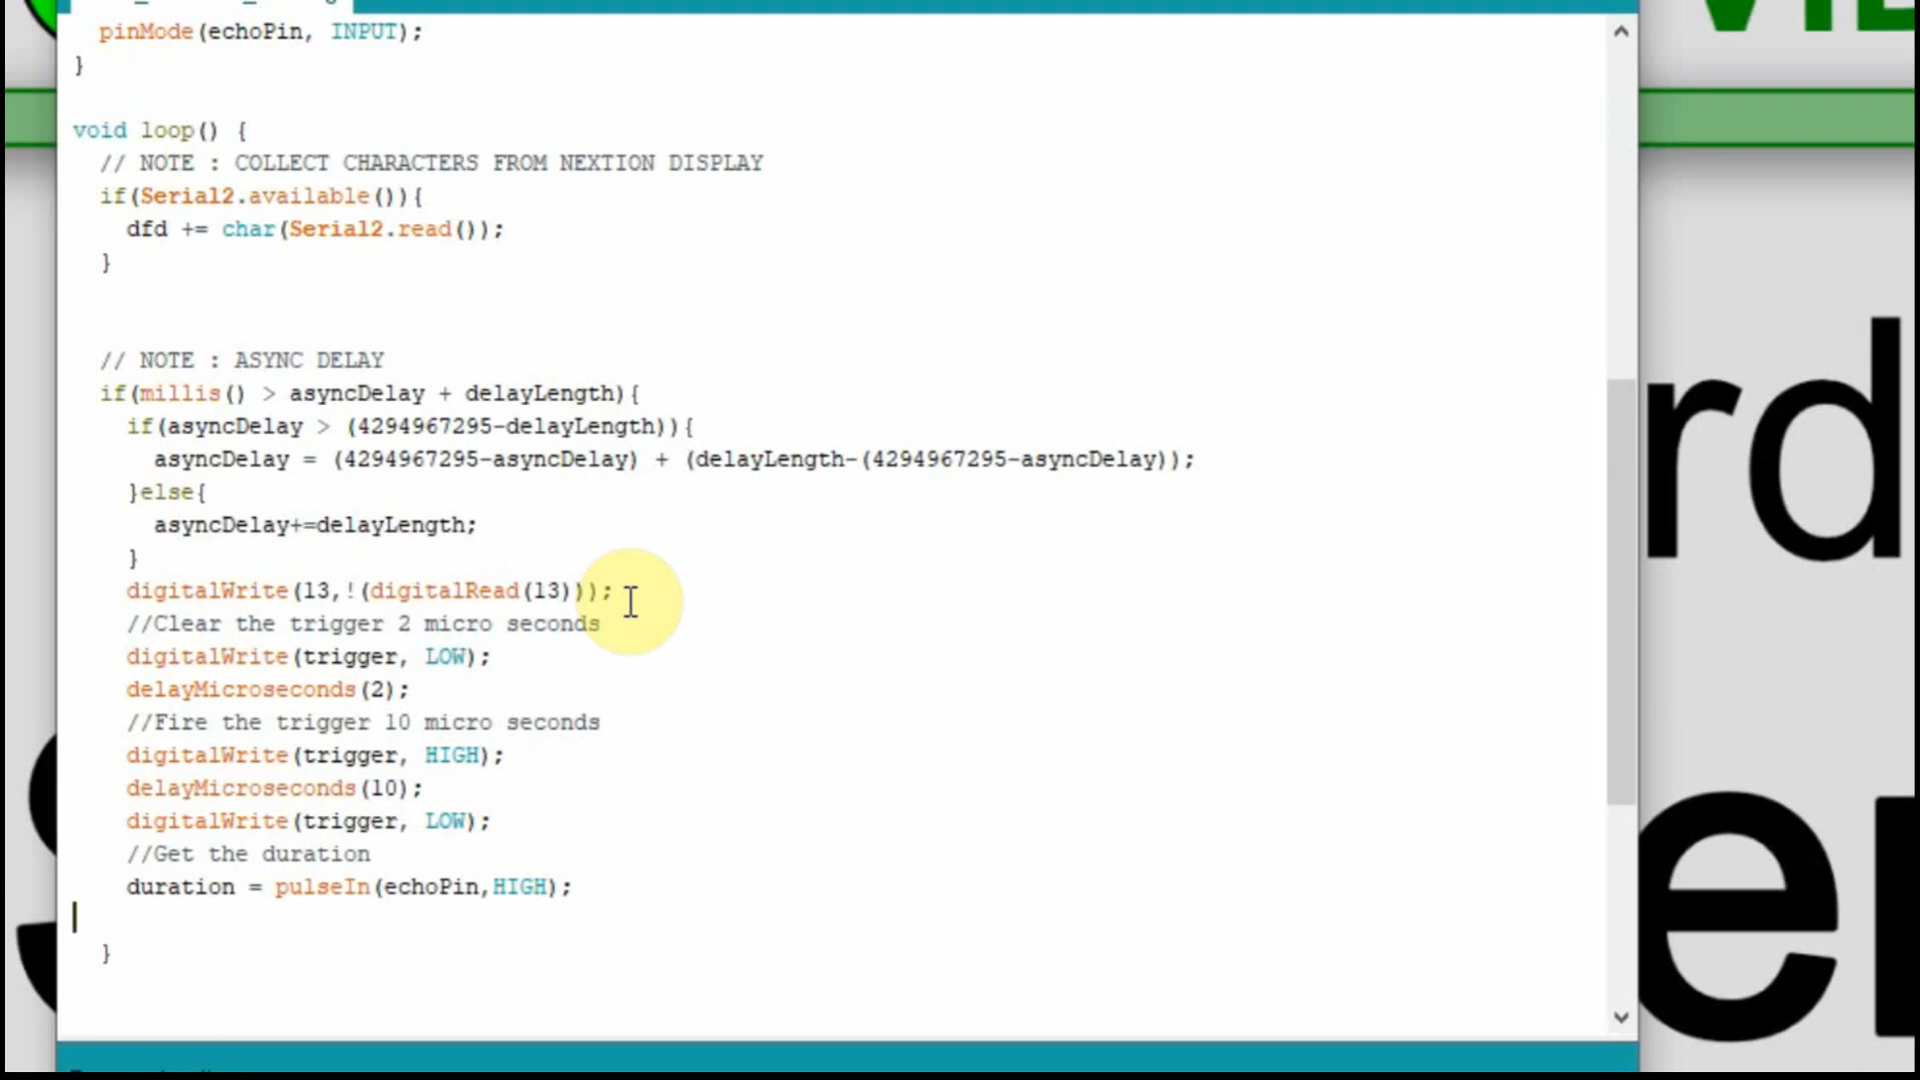 pinMode(echoPin, INPUT);
}
void loop() {
// NOTE : COLLECT CHARACTERS FROM NEXTION DISPLAY
if(Serial2.available()){
dfd += char(Serial2.read());
}
// NOTE : ASYNC DELAY
if(millis() > asyncDelay + delayLength){
if(asyncDelay > (4294967295-delayLength)){
asyncDelay = (4294967295-asyncDelay) + (delayLength-(4294967295-asyncDelay));
}else{
asyncDelay+=delayLength;
}
digitalWrite(13,!(digitalRead(13)));
//Clear the trigger 2 micro seconds
digitalWrite(trigger, LOW);
delayMicroseconds(2);
//Fire the trigger 10 micro seconds
digitalWrite(trigger, HIGH);
delayMicroseconds(10);
digitalWrite(trigger, LOW);
//Get the duration
duration = pulseIn(echoPin,HIGH);
}
rd
er